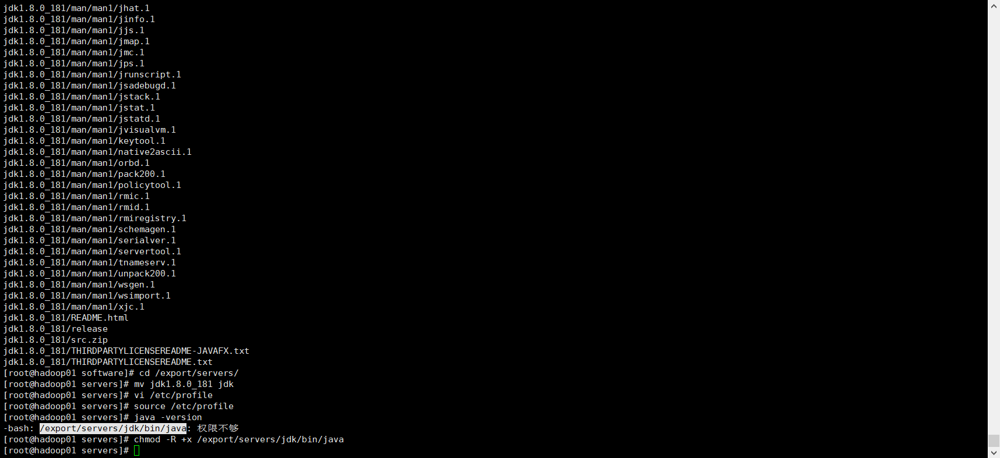 jdk1.8.0_181/man/man1/jhat.1
jdk1.8.0_181/man/man1/jinfo.1
jdk1.8.0_181/man/man1/jjs.1
jdk1.8.0_181/man/man1/jmap.1
jdk1.8.0_181/man/man1/jmc.1
jdk1.8.0_181/man/man1/jps.1
jdk1.8.0_181/man/man1/jrunscript.1
jdk1.8.0_181/man/man1/jsadebugd.1
jdk1.8.0_181/man/man1/jstack.1
jdk1.8.0_181/man/man1/jstat.1
jdk1.8.0_181/man/man1/jstatd.1
jdk1.8.0_181/man/man1/jvisualvm.1
jdk1.8.0_181/man/man1/keytool.1
jdk1.8.0_181/man/man1/native2ascii.1
jdk1.8.0_181/man/man1/orbd.1
jdk1.8.0_181/man/man1/pack200.1
jdk1.8.0_181/man/man1/policytool.1
jdk1.8.0_181/man/man1/rmic.1
jdk1.8.0_181/man/man1/rmid.1
jdk1.8.0_181/man/man1/rmiregistry.1
jdk1.8.0_181/man/man1/schemagen.1
jdk1.8.0_181/man/man1/serialver.1
jdk1.8.0_181/man/man1/servertool.1
jdk1.8.0_181/man/man1/tnameserv.1
jdk1.8.0_181/man/man1/unpack200.1
jdk1.8.0_181/man/man1/wsgen.1
jdk1.8.0_181/man/man1/wsimport.1
jdk1.8.0_181/man/man1/xjc.1
jdk1.8.0_181/README.html
jdk1.8.0_181/release
jdk1.8.0_181/src.zip
jdk1.8.0_181/THIRDPARTYLICENSEREADME-JAVAFX.txt
jdk1.8.0_181/THIRDPARTYLICENSEREADME.txt
[root@hadoop01 software]# cd /export/servers/
[root@hadoop01 servers]# mv jdk1.8.0_181 jdk
[root@hadoop01 servers]# vi /etc/profile
[root@hadoop01 servers]# source /etc/profile
[root@hadoop01 servers]# java -version
-bash: /export/servers/jdk/bin/java: 权限不够
[root@hadoop01 servers]# chmod -R +x /export/servers/jdk/bin/java
[root@hadoop01 servers]#